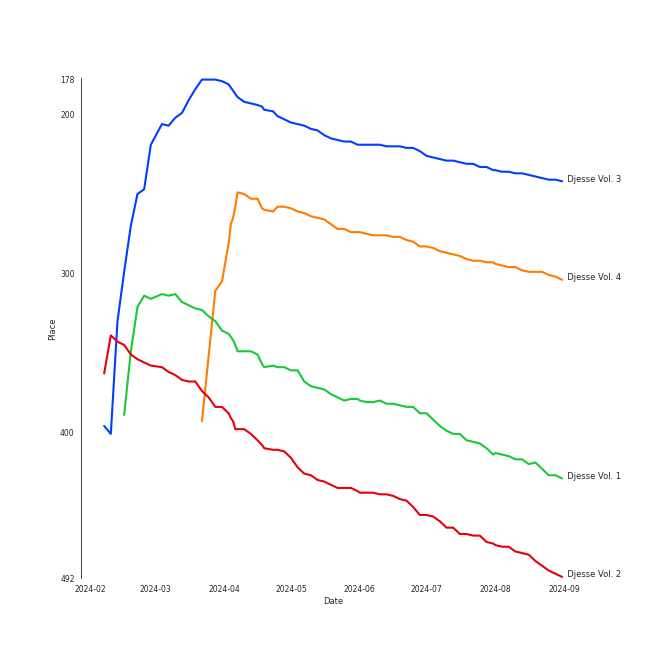 178
200
Djesse Vol. 3
300
Djesse Vol. 4
Place
400
Djesse Vol. 1
492
Djesse Vol. 2
2024-02 2024-03 2024-04 2024-05 2024-06 2024-07 2024-08 2024-09
Date